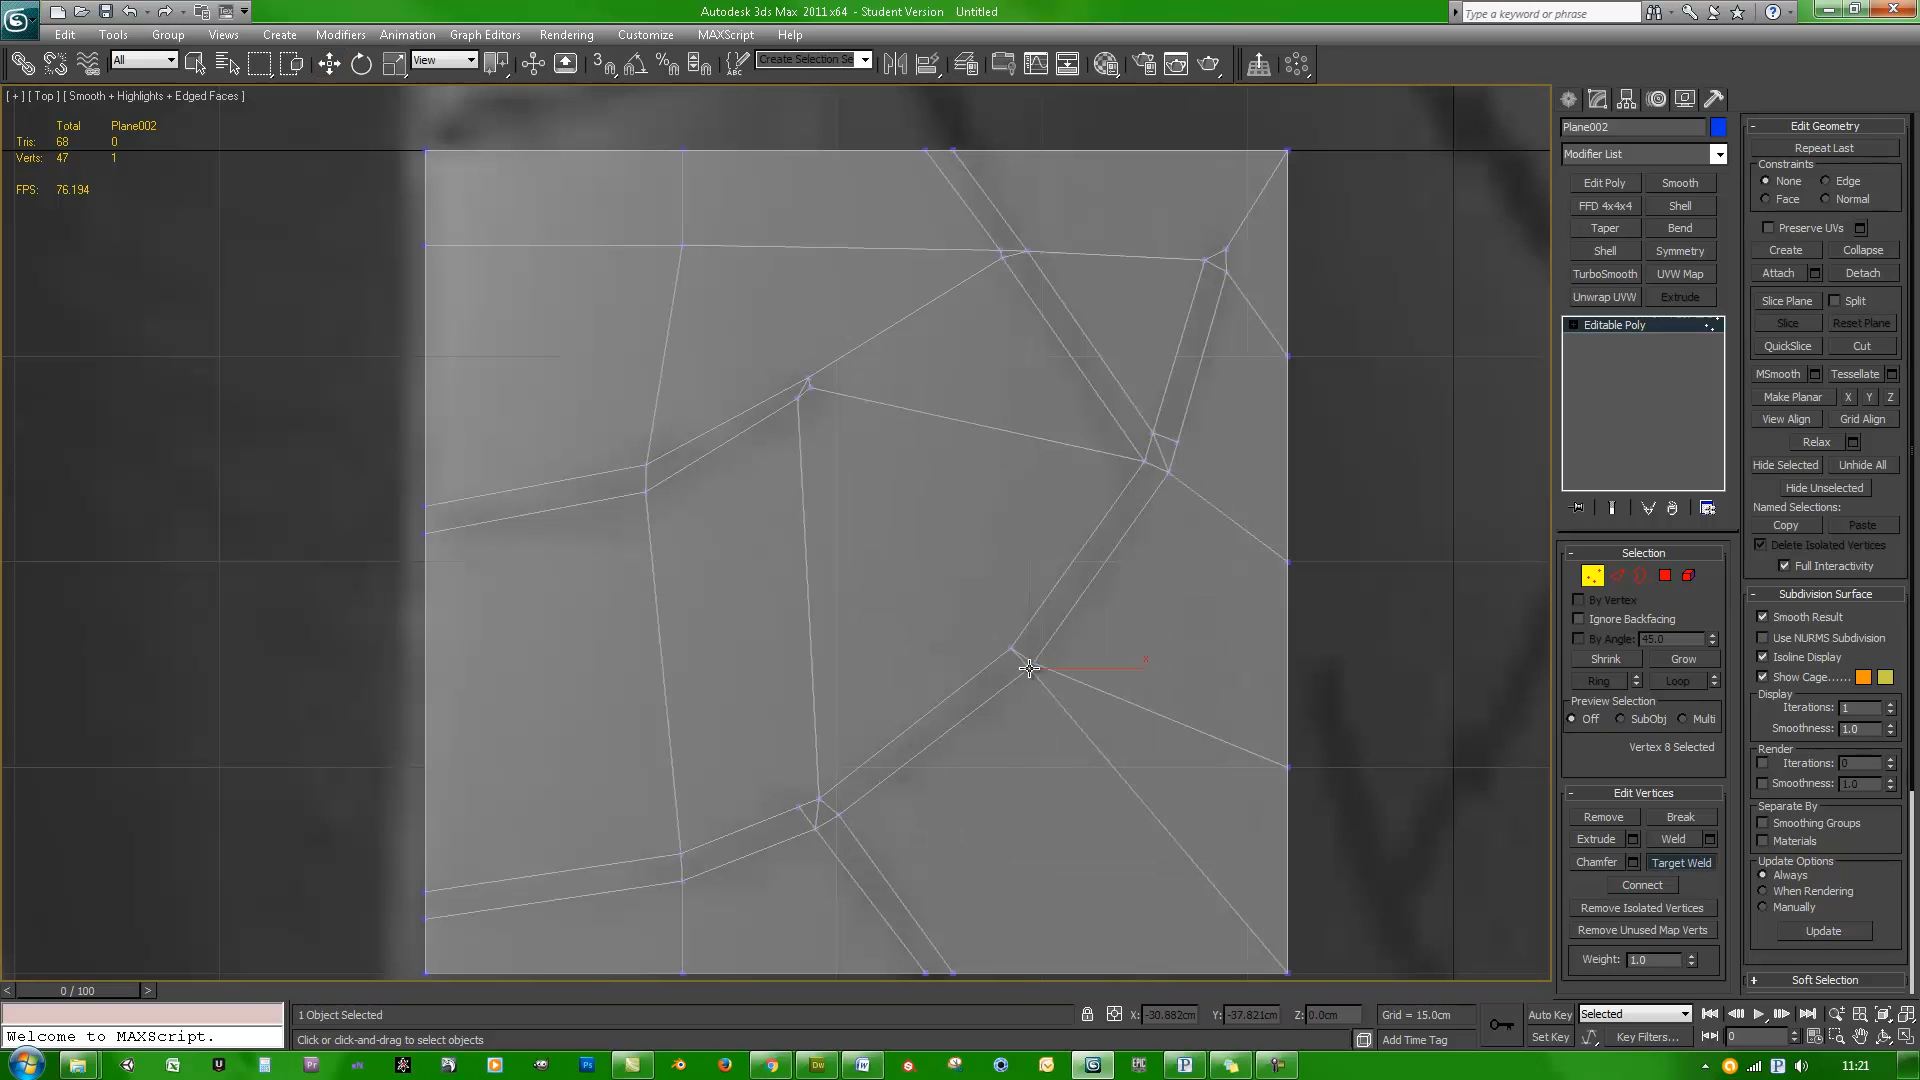 Autodesk 3ds Max 2011 x64 - Student Version Untitled
Type a keyword or phrase
Edit Tools Group Views Create Modifiers Animation Graph Editors Rendering Customize MAXScript Help
All View Create Selection Se
[ + ] [ Top ] [ Smooth + Highlights + Edged Faces ]
Total Plane002
Tris: 68 0
Verts: 47 1
FPS: 76.194
x
Plane002
Modifier List
Edit Poly Smooth
FFD 4x4x4 Shell
Taper Bend
Shell Symmetry
TurboSmooth UVW Map
Unwrap UVW Extrude
Editable Poly
- Selection
By Vertex
Ignore Backfacing
By Angle: 45.0
Shrink Grow
Ring Loop
Preview Selection
Off SubObj Multi
Vertex 8 Selected
- Edit Vertices
Remove Break
Extrude Weld
Chamfer Target Weld
Connect
Remove Isolated Vertices
Remove Unused Map Verts
Weight: 1.0
- Edit Geometry
Repeat Last
Constraints
None Edge
Face Normal
Preserve UVs
Create Collapse
Attach Detach
Slice Plane Split
Slice Reset Plane
QuickSlice Cut
MSmooth Tessellate
Make Planar X Y Z
View Align Grid Align
Relax
Hide Selected Unhide All
Hide Unselected
Named Selections:
Copy Paste
Delete Isolated Vertices
Full Interactivity
- Subdivision Surface
Smooth Result
Use NURMS Subdivision
Isoline Display
Show Cage......
Display
Iterations: 1
Smoothness: 1.0
Render
Iterations: 0
Smoothness: 1.0
Separate By
Smoothing Groups
Materials
Update Options
Always
When Rendering
Manually
Update
+ Soft Selection
< 0 / 100 >
Welcome to MAXScript.
1 Object Selected
Click or click-and-drag to select objects
X: -30.882cm Y: -37.821cm Z: 0.0cm Grid = 15.0cm
Add Time Tag
Auto Key Selected
Set Key Key Filters...
0
11:21